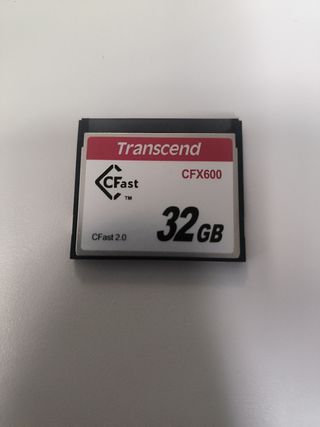 Transcend
CFX600
CFast
TM
32GB
CFast 2.0